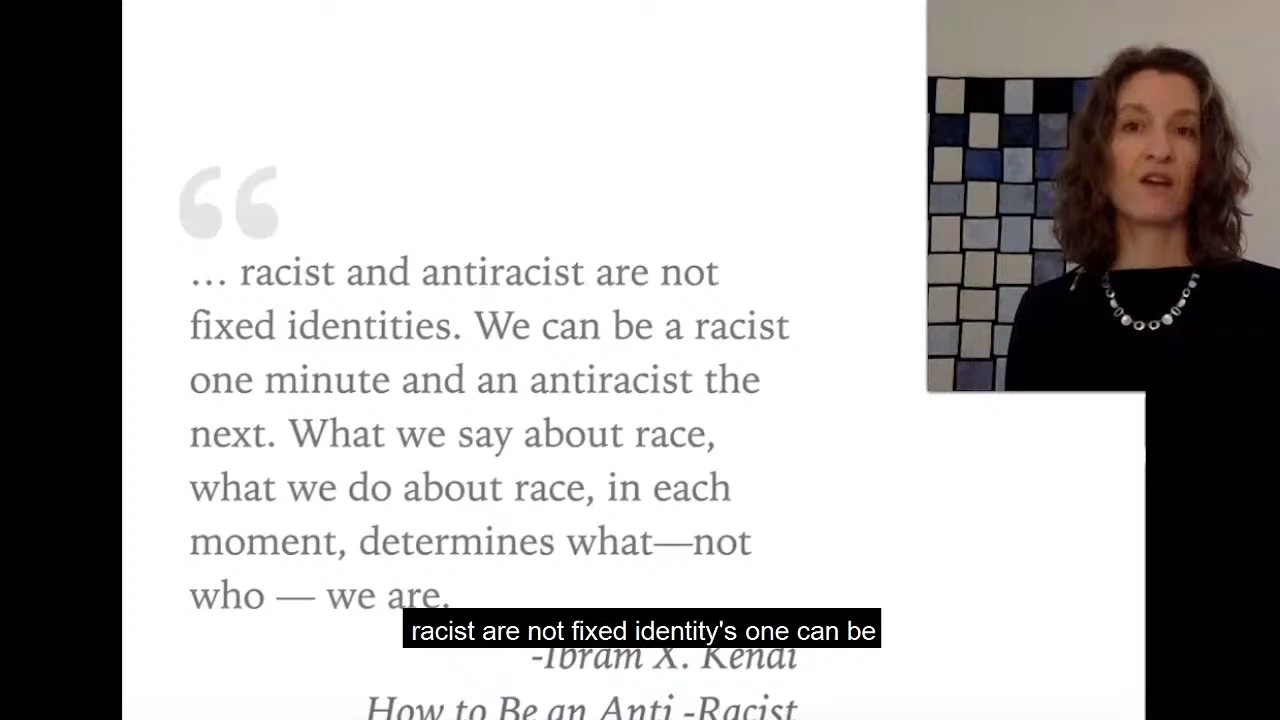 “
… racist and antiracist are not
fixed identities. We can be a racist
one minute and an antiracist the
next. What we say about race,
what we do about race, in each
moment, determines what—not
who — we are.
racist are not fixed identity's one can be
-Ibram X. Kendi
How to Be an Anti -Racist